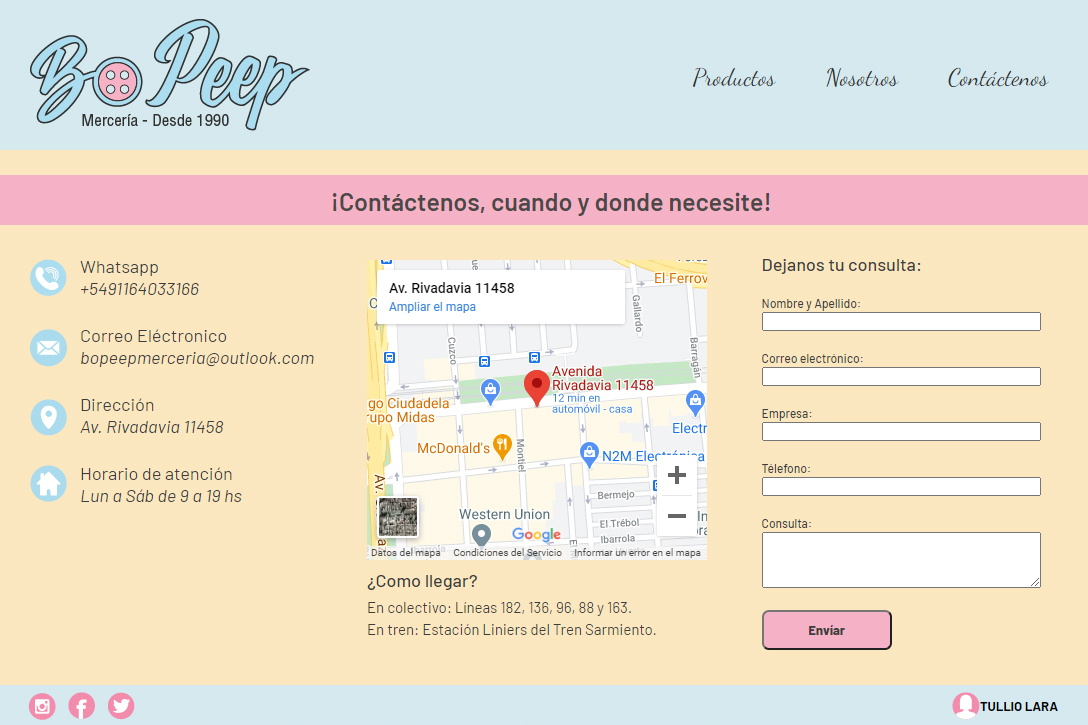 Bo Peep
Mercería - Desde 1990
Productos
Nosotros
Contáctenos
¡Contáctenos, cuando y donde necesite!
Whatsapp
+5491164033166
Correo Eléctronico
bopeepmerceria@outlook.com
Dirección
Av. Rivadavia 11458
Horario de atención
Lun a Sáb de 9 a 19 hs
Av. Rivadavia 11458
Ampliar el mapa
El Ferrov
Gallardo
Cuzco
Barragán
Avenida
Rivadavia 11458
12 min en
automóvil - casa
go Ciudadela
rupo Midas
McDonald's
Montiel
Electr
N2M Electrónica
Av.
Bermejo
Western Union
El Trébol
Ibarrola
Google
Datos del mapa
Condiciones del Servicio
Informar un error en el mapa
¿Como llegar?
En colectivo: Líneas 182, 136, 96, 88 y 163.
En tren: Estación Liniers del Tren Sarmiento.
Dejanos tu consulta:
Nombre y Apellido:
Correo electrónico:
Empresa:
Télefono:
Consulta:
Envíar
TULLIO LARA